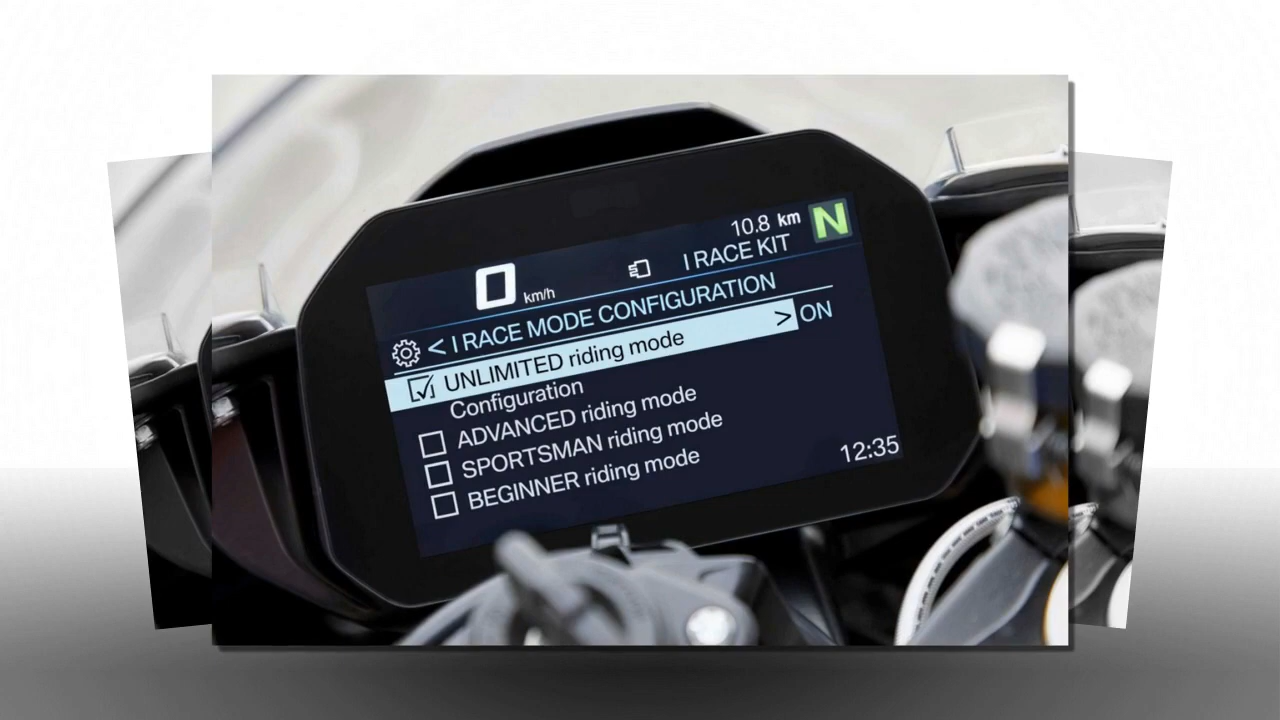 10.8 km N
0 km/h I RACE KIT
< I RACE MODE CONFIGURATION
UNLIMITED riding mode > ON
Configuration
ADVANCED riding mode
SPORTSMAN riding mode
BEGINNER riding mode
12:35